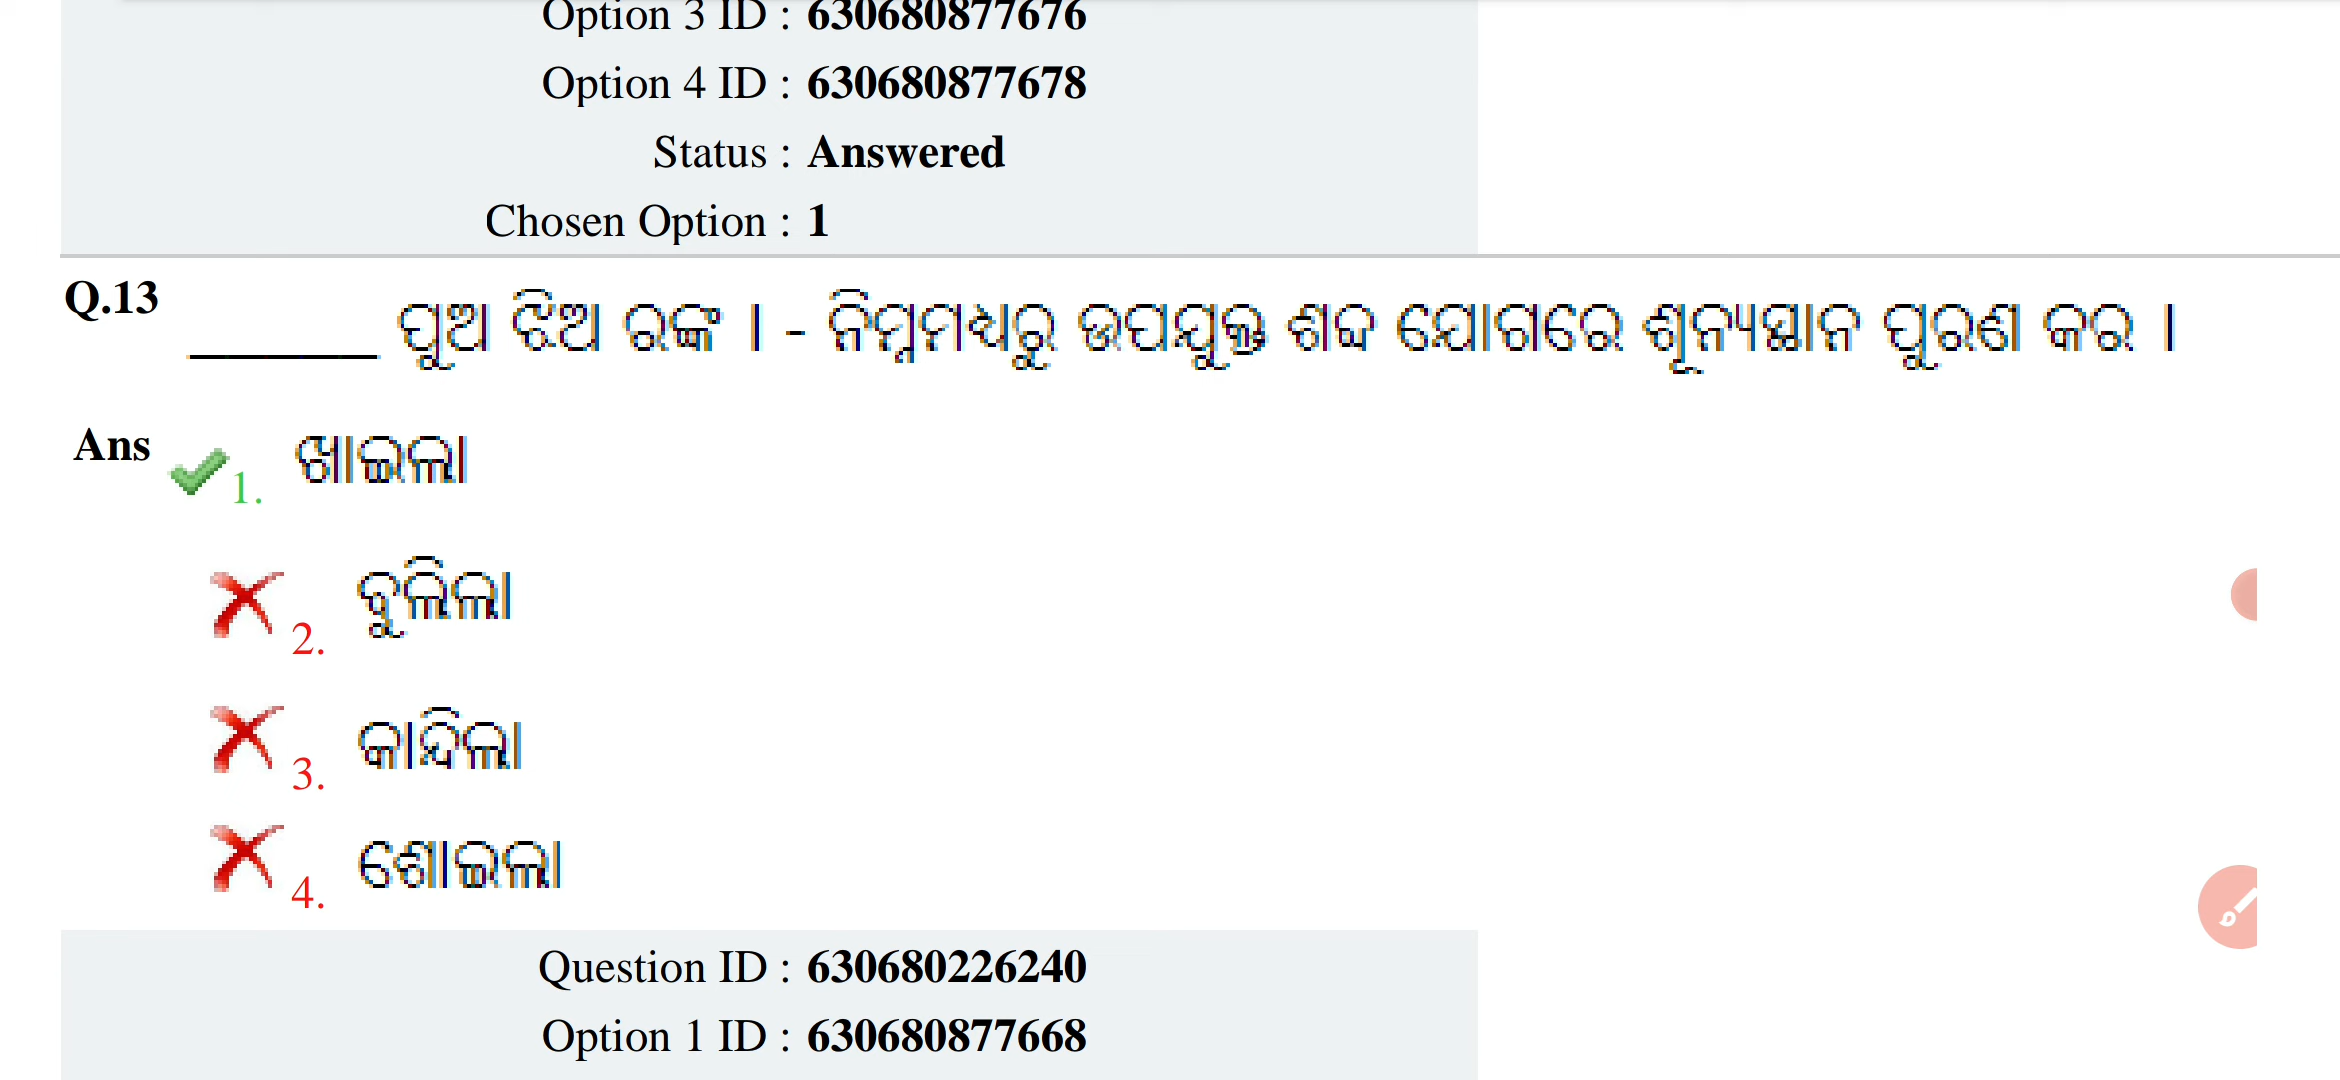 Option 3 ID : 630680877676
Option 4 ID : 630680877678
Status : Answered
Chosen Option : 1
Q.13 ______ ପୁଅ ଝିଅ ରଙ୍କ । - ନିମ୍ନମଧ୍ଯରୁ ଉପଯୁକ୍ତ ଶବ୍ଦ ଯୋଗରେ ଶୂନ୍ୟସ୍ଥାନ ପୁରଣ କର ।
Ans 1. ଖାଇଲା
2. ବୁଲିଲା
3. କାନ୍ଦିଲା
4. ଶୋଇଲା
Question ID : 630680226240
Option 1 ID : 630680877668